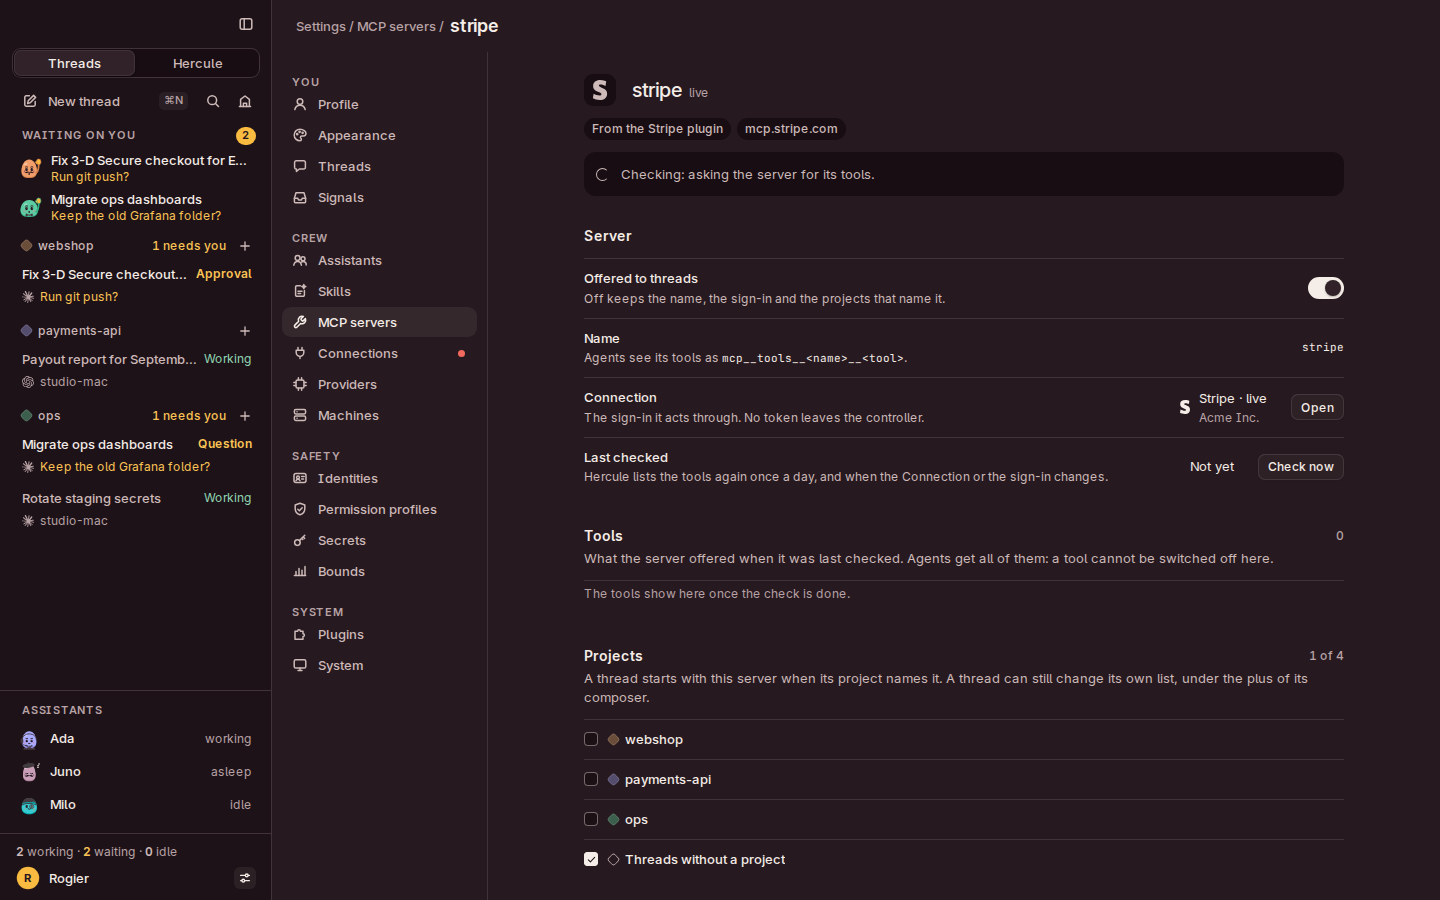 Settings / MCP servers / stripe
Threads
Hercule
New thread
⌘N
WAITING ON YOU
2
Fix 3-D Secure checkout for E...
Run git push?
Migrate ops dashboards
Keep the old Grafana folder?
webshop
1 needs you
Fix 3-D Secure checkout...
Approval
Run git push?
payments-api
Payout report for Septemb...
Working
studio-mac
ops
1 needs you
Migrate ops dashboards
Question
Keep the old Grafana folder?
Rotate staging secrets
Working
studio-mac
ASSISTANTS
Ada
working
Juno
asleep
Milo
idle
2 working · 2 waiting · 0 idle
R
Rogier
YOU
Profile
Appearance
Threads
Signals
CREW
Assistants
Skills
MCP servers
Connections
Providers
Machines
SAFETY
Identities
Permission profiles
Secrets
Bounds
SYSTEM
Plugins
System
stripe live
From the Stripe plugin
mcp.stripe.com
Checking: asking the server for its tools.
Server
Offered to threads
Off keeps the name, the sign-in and the projects that name it.
Name
Agents see its tools as mcp__tools__<name>__<tool>.
stripe
Connection
The sign-in it acts through. No token leaves the controller.
Stripe · live
Acme Inc.
Open
Last checked
Hercule lists the tools again once a day, and when the Connection or the sign-in changes.
Not yet
Check now
Tools
0
What the server offered when it was last checked. Agents get all of them: a tool cannot be switched off here.
The tools show here once the check is done.
Projects
1 of 4
A thread starts with this server when its project names it. A thread can still change its own list, under the plus of its
composer.
webshop
payments-api
ops
Threads without a project